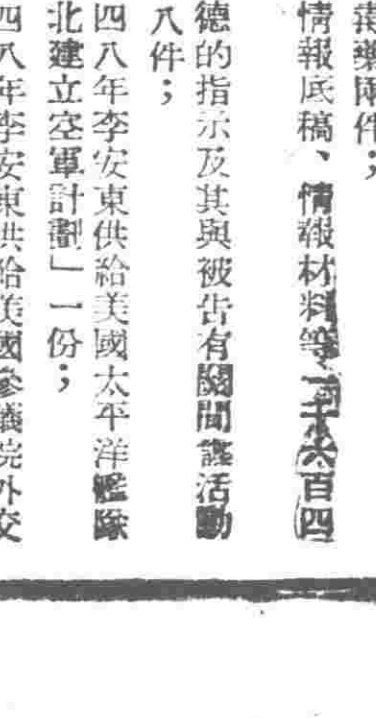 毒藥兩件；
情報底稿、情報材料等一千六百四
德的指示及其與被告有關間諜活動
八件；
四八年李安東供給美國太平洋艦隊
北建立空軍計劃」一份；
四八年李安東供給美國參議院外交